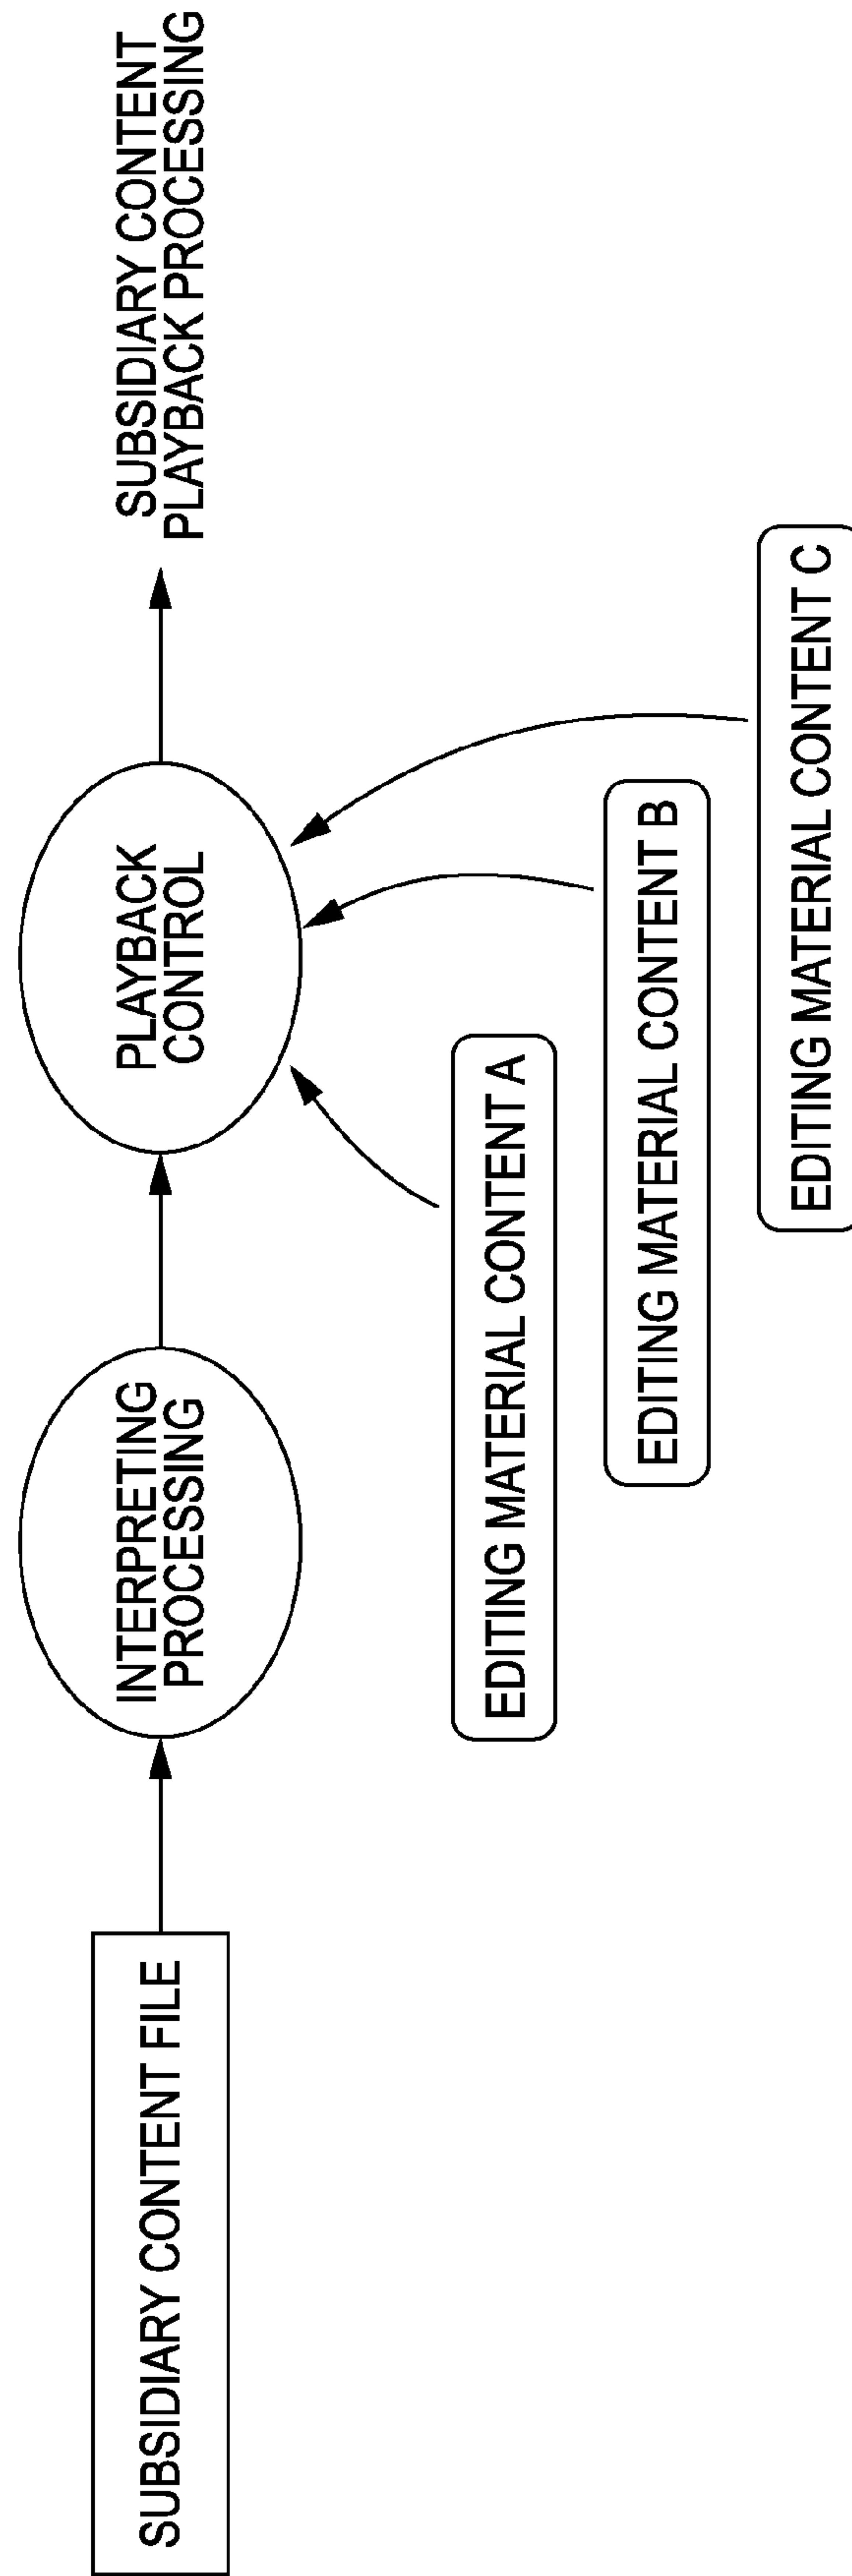 SUBSIDIARY CONTENT FILE
INTERPRETING
PROCESSING
PLAYBACK
CONTROL
SUBSIDIARY CONTENT
PLAYBACK PROCESSING
EDITING MATERIAL CONTENT A
EDITING MATERIAL CONTENT B
EDITING MATERIAL CONTENT C